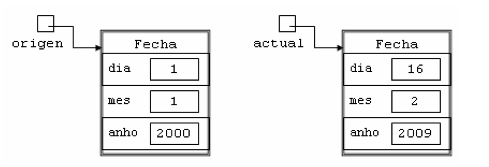 origen
Fecha
dia 1
mes 1
anho 2000
actual
Fecha
dia 16
mes 2
anho 2009